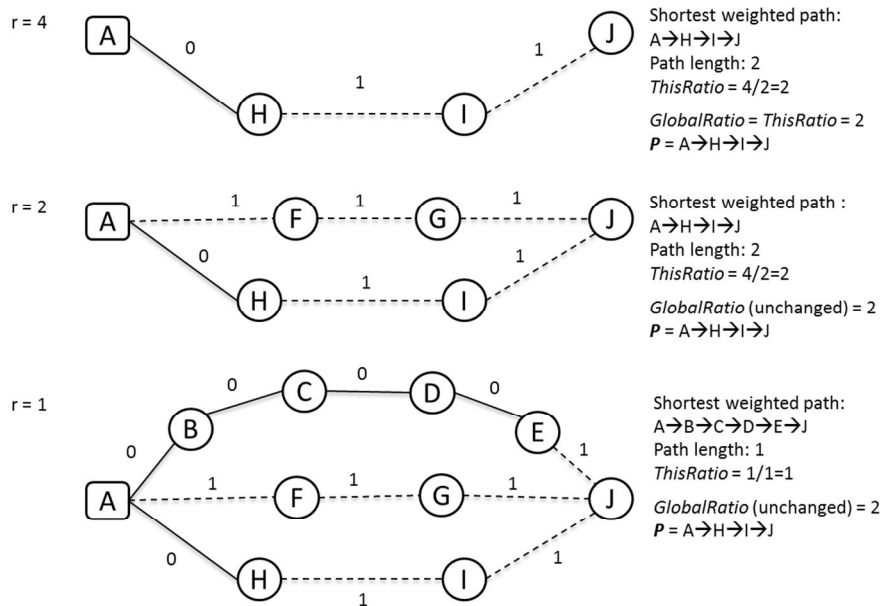 r = 4
A
0
H
1
I
1
J
Shortest weighted path:
A→H→I→J
Path length: 2
ThisRatio = 4/2=2
GlobalRatio = ThisRatio = 2
P = A→H→I→J
r = 2
A
1
F
1
G
1
J
0
H
1
I
1
Shortest weighted path :
A→H→I→J
Path length: 2
ThisRatio = 4/2=2
GlobalRatio (unchanged) = 2
P = A→H→I→J
r = 1
0
B
0
C
0
D
0
E
1
A
1
F
1
G
1
J
0
H
1
I
1
Shortest weighted path:
A→B→C→D→E→J
Path length: 1
ThisRatio = 1/1=1
GlobalRatio (unchanged) = 2
P = A→H→I→J